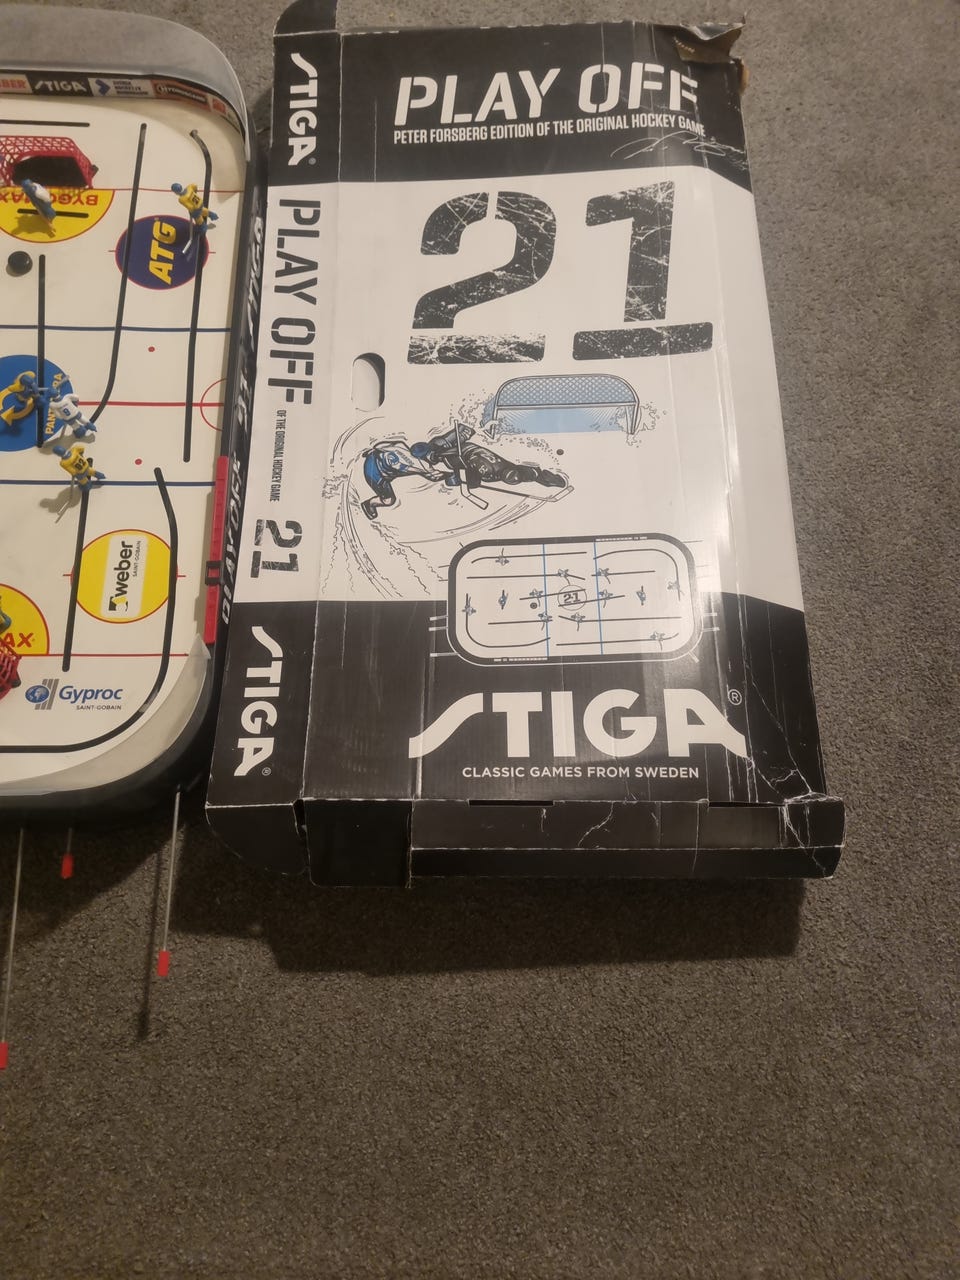 STIGA
BYGGMAX
ATG
weber
SAINT-GOBAIN
AX
Gyproc
SAINT-GOBAIN
STIGA®
PLAY OFF
OF THE ORIGINAL HOCKEY GAME
21
STIGA®
PLAY OFF
PETER FORSBERG EDITION OF THE ORIGINAL HOCKEY GAME
21
21
STIGA®
CLASSIC GAMES FROM SWEDEN